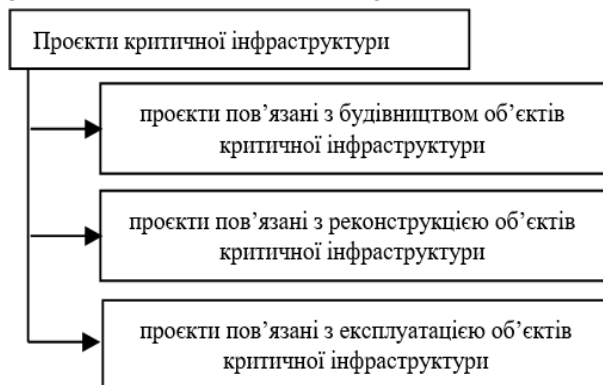 Проєкти критичної інфраструктури
проєкти пов’язані з будівництвом об’єктів
критичної інфраструктури
проєкти пов’язані з реконструкцією об’єктів
критичної інфраструктури
проєкти пов’язані з експлуатацією об’єктів
критичної інфраструктури